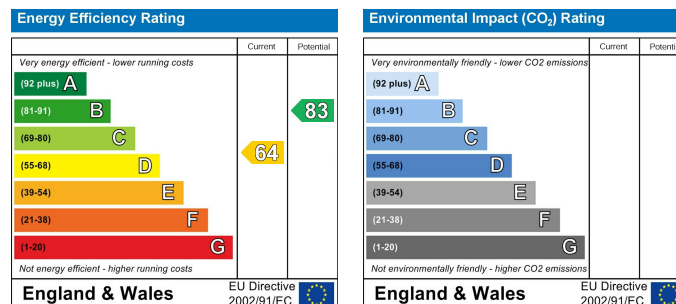 Energy Efficiency Rating
Current Potential
Very energy efficient - lower running costs
(92 plus) A
(81-91) B
83
(69-80) C
64
(55-68) D
(39-54) E
(21-38) F
(1-20) G
Not energy efficient - higher running costs
England & Wales
EU Directive
2002/91/EC
Environmental Impact (CO2) Rating
Current Potenti
Very environmentally friendly - lower CO2 emissions
(92 plus) A
(81-91) B
(69-80) C
(55-68) D
(39-54) E
(21-38) F
(1-20) G
Not environmentally friendly - higher CO2 emissions
England & Wales
EU Directive
2002/91/EC